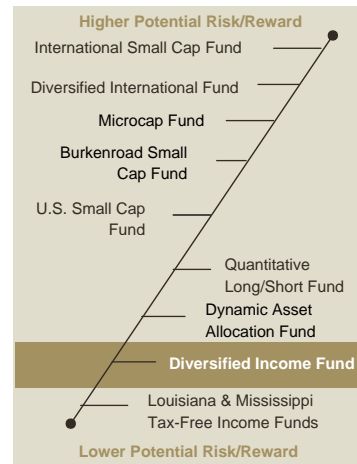 Higher Potential Risk/Reward
International Small Cap Fund
Diversified International Fund
Microcap Fund
Burkenroad Small
Cap Fund
U.S. Small Cap
Fund
Quantitative
Long/Short Fund
Dynamic Asset
Allocation Fund
Diversified Income Fund
Louisiana & Mississippi
Tax-Free Income Funds
Lower Potential Risk/Reward